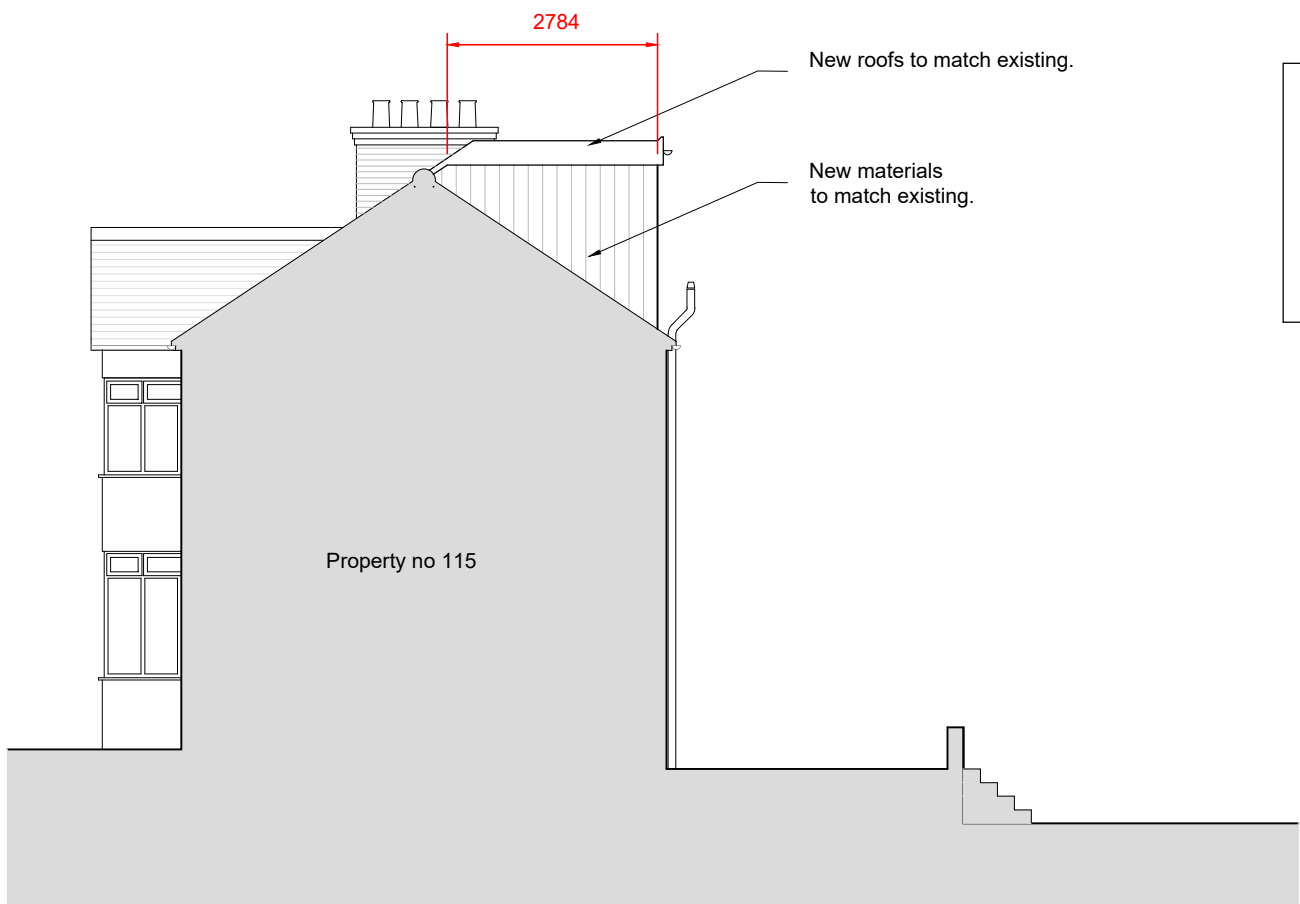 2784
New roofs to match existing.
New materials
to match existing.
Property no 115